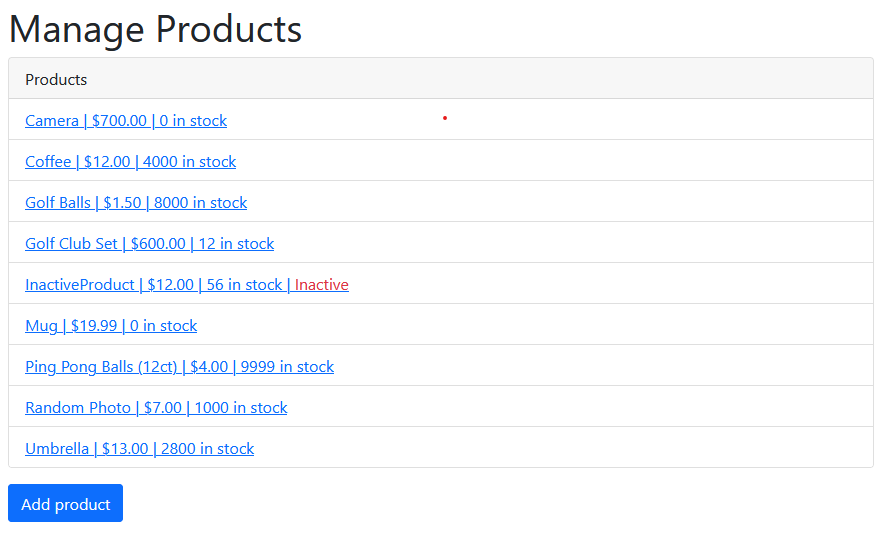 Manage Products
Products
Camera | $700.00 | 0 in stock
Coffee | $12.00 | 4000 in stock
Golf Balls | $1.50 | 8000 in stock
Golf Club Set | $600.00 | 12 in stock
InactiveProduct | $12.00 | 56 in stock | Inactive
Mug | $19.99 | 0 in stock
Ping Pong Balls (12ct) | $4.00 | 9999 in stock
Random Photo | $7.00 | 1000 in stock
Umbrella | $13.00 | 2800 in stock
Add product